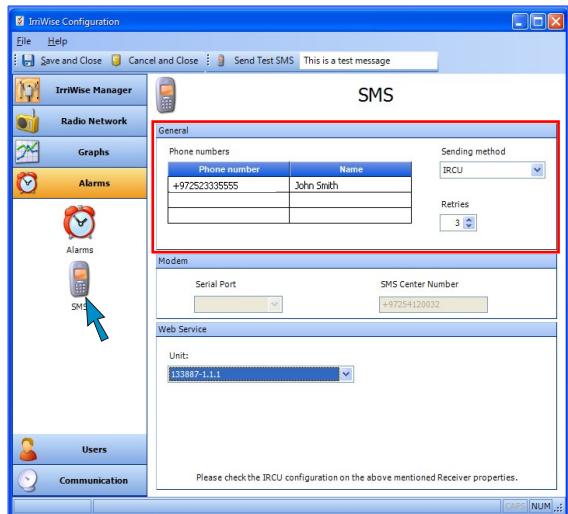 IrriWise Configuration
File Help
Save and Close Cancel and Close Send Test SMS This is a test message
IrriWise Manager
Radio Network
Graphs
Alarms
Alarms
SMS
Users
Communication
SMS
General
Phone numbers
Phone number Name
+972523335555 John Smith
Sending method
IRCU
Retries
3
Modem
Serial Port
SMS Center Number
+97254120032
Web Service
Unit:
133887-1.1.1
Please check the IRCU configuration on the above mentioned Receiver properties.
CAPS NUM